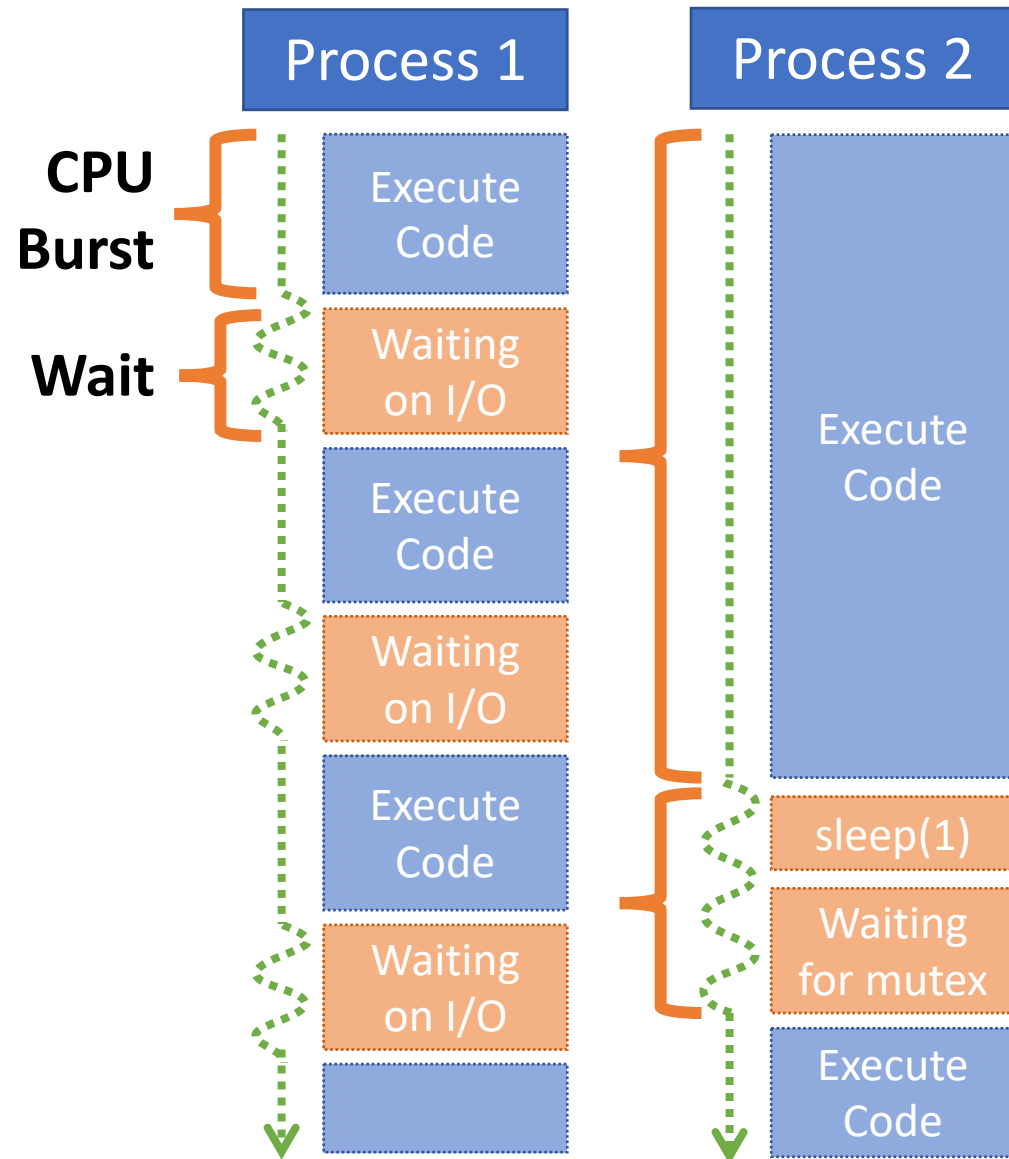 Process 1
CPU
Burst
Wait
Execute
Code
Waiting
on I/O
Execute
Code
Waiting
on I/O
Execute
Code
Waiting
on I/O
Process 2
Execute
Code
sleep(1)
Waiting
for mutex
Execute
Code